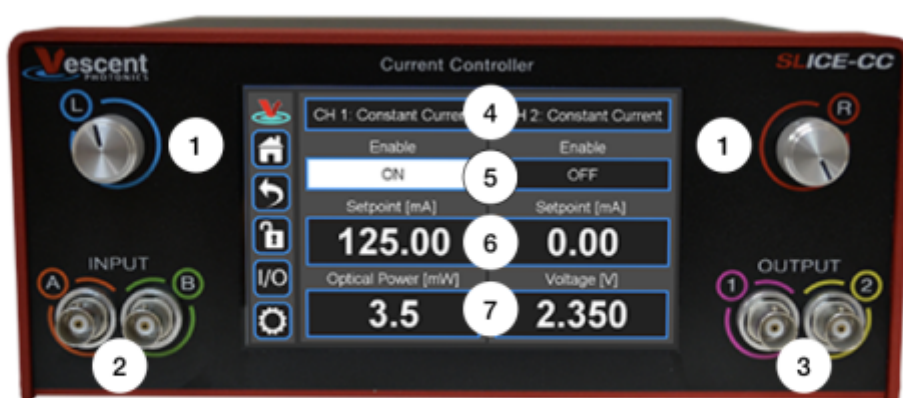 Vescent
PHOTONICS
Current Controller
SLICE-CC
L
1
CH 1: Constant Curren
4
H 2: Constant Current
1
R
Enable
Enable
ON
5
OFF
Setpoint [mA]
Setpoint [mA]
125.00
6
0.00
INPUT
A
B
I/O
Optical Power [mW]
Voltage [V]
3.5
7
2.350
OUTPUT
1
2
2
3